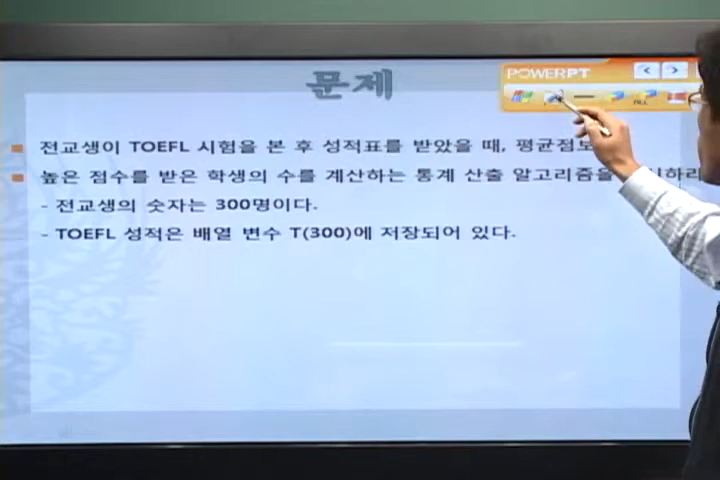 문제
POWERPT
전교생이 TOEFL 시험을 본 후 성적표를 받았을 때, 평균점보
높은 점수를 받은 학생의 수를 계산하는 통계 산출 알고리즘을
- 전교생의 숫자는 300명이다.
- TOEFL 성적은 배열 변수 T(300)에 저장되어 있다.